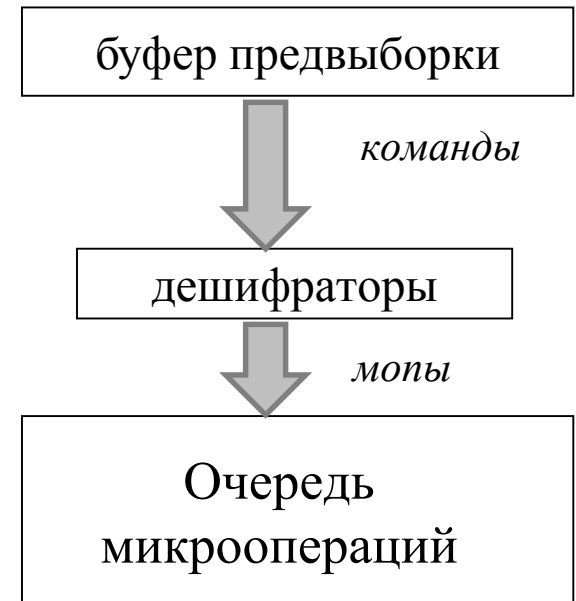 буфер предвыборки
команды
дешифраторы
мопы
Очередь
микроопераций